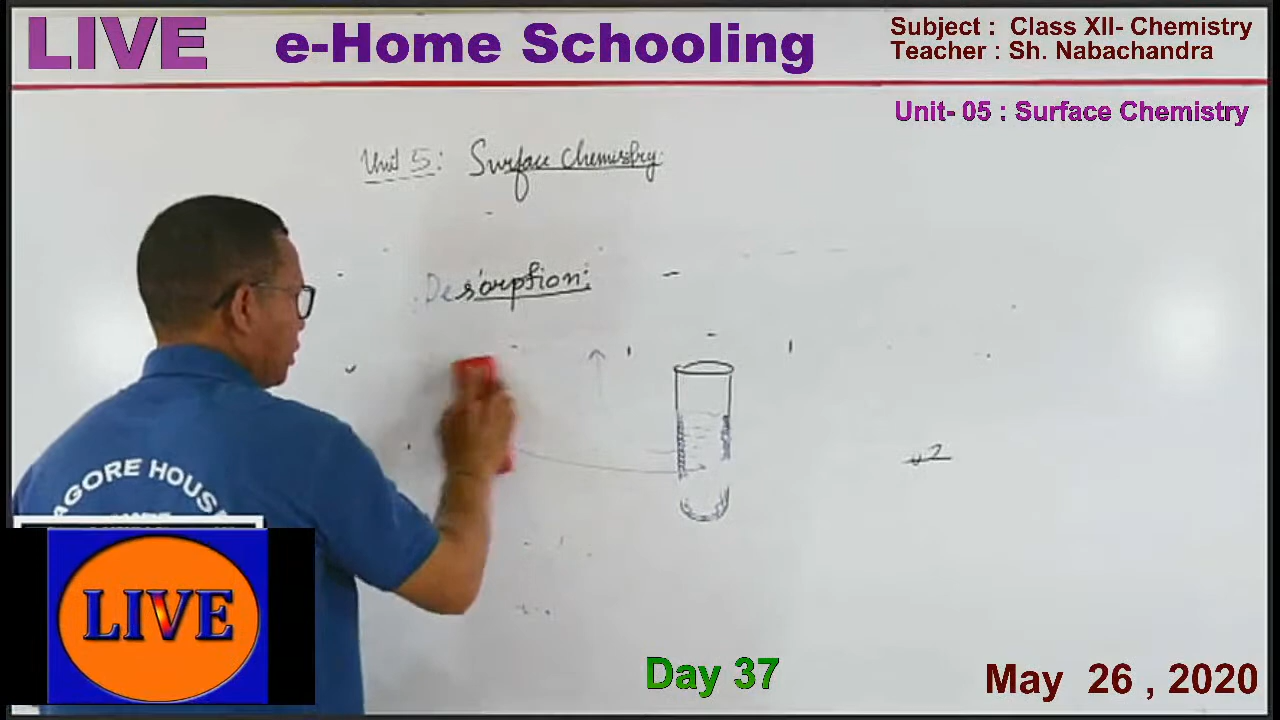 LIVE
e-Home Schooling
Subject : Class XII- Chemistry
Teacher : Sh. Nabachandra
Unit- 05 : Surface Chemistry
Unit 5: Surface Chemistry.
Desorption:
AGORE HOUS
LIVE
Day 37
May 26 , 2020